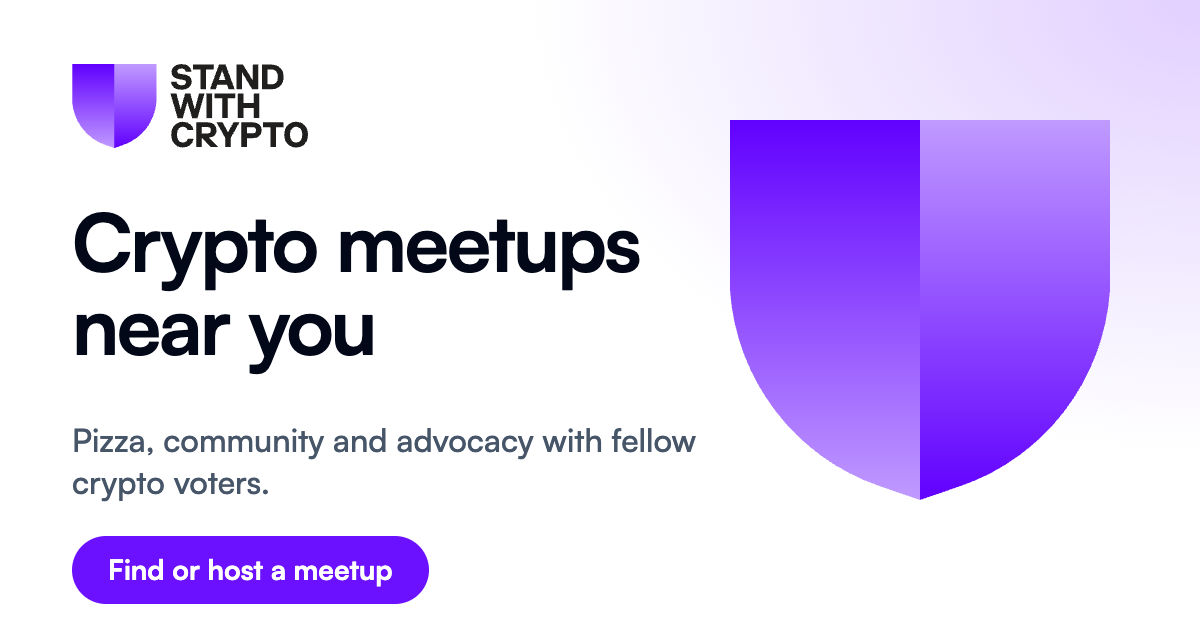 STAND
WITH
CRYPTO
Crypto meetups
near you
Pizza, community and advocacy with fellow
crypto voters.
Find or host a meetup